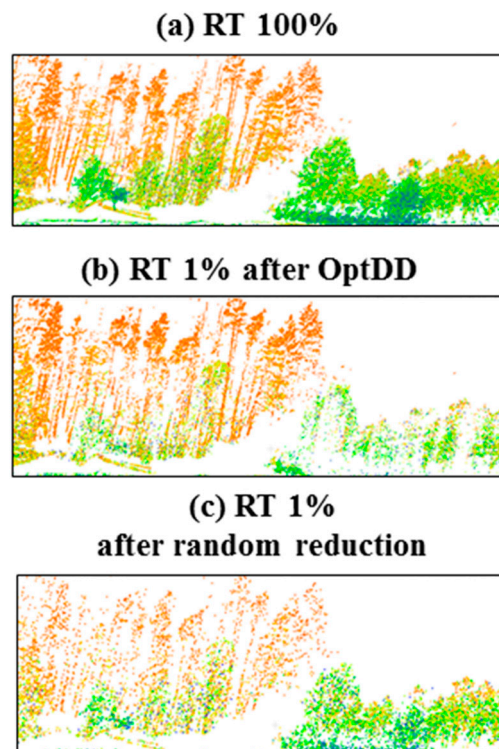 (a) RT 100%
(b) RT 1% after OptDD
(c) RT 1%
after random reduction